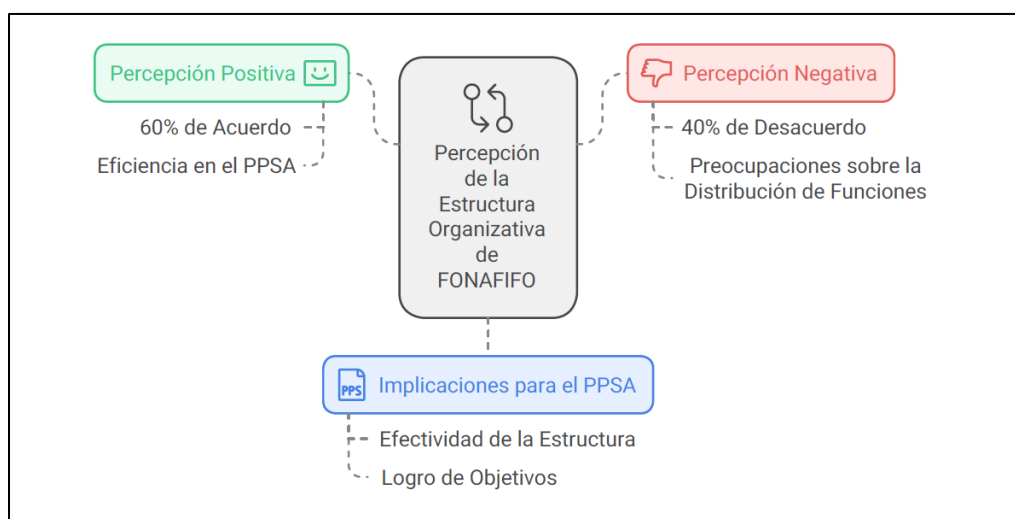 Percepción Positiva
60% de Acuerdo
Eficiencia en el PPSA
Percepción
de la
Estructura
Organizativa
de
FONAFIFO
Percepción Negativa
40% de Desacuerdo
Preocupaciones sobre la
Distribución de Funciones
PPS
Implicaciones para el PPSA
Efectividad de la Estructura
Logro de Objetivos